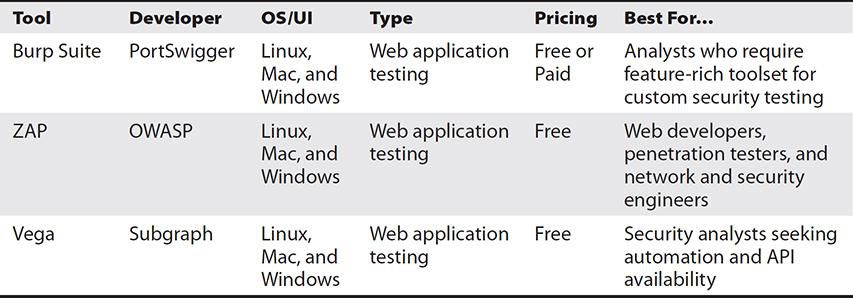 Tool Developer OS/UI Type Pricing Best For…
Burp Suite PortSwigger Linux, Mac, and Windows Web application testing Free or Paid Analysts who require feature-rich toolset for custom security testing
ZAP OWASP Linux, Mac, and Windows Web application testing Free Web developers, penetration testers, and network and security engineers
Vega Subgraph Linux, Mac, and Windows Web application testing Free Security analysts seeking automation and API availability